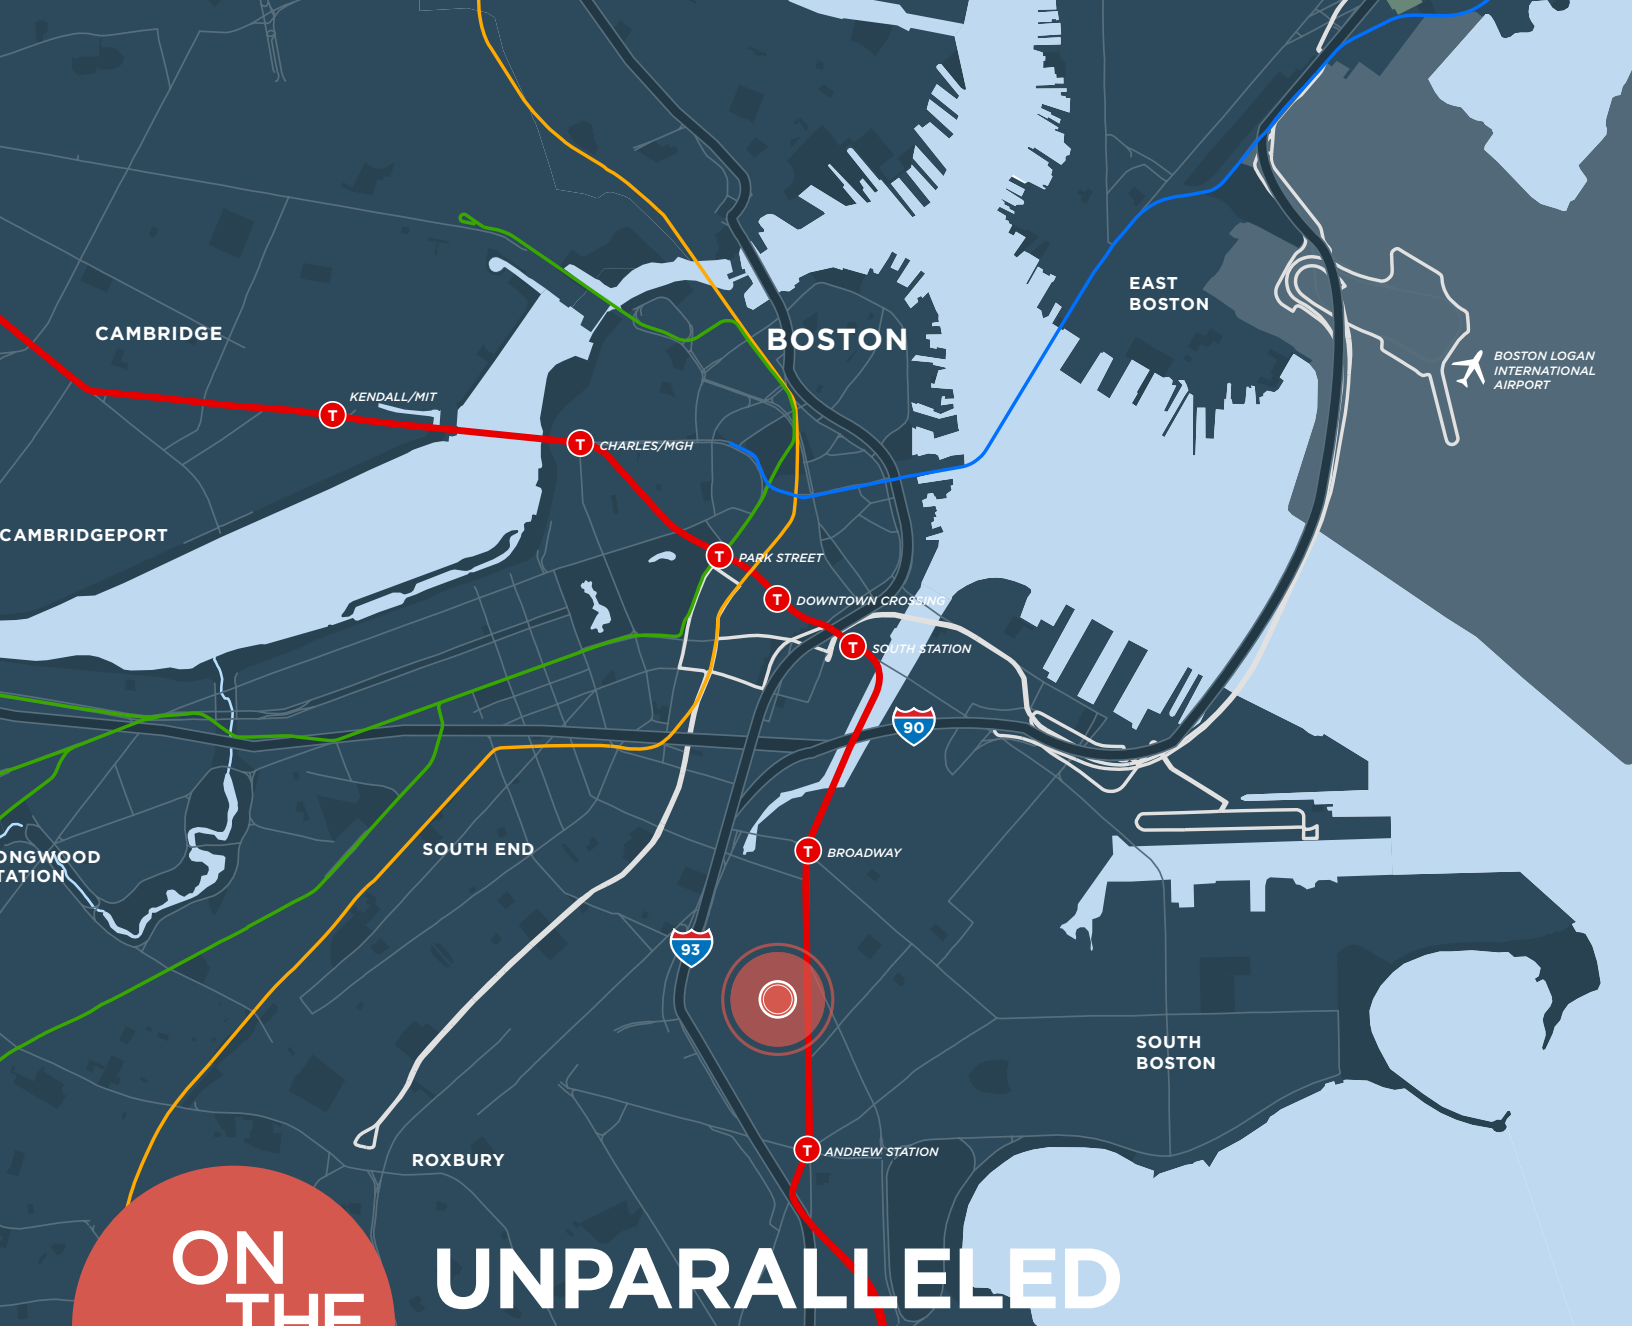 EAST
BOSTON
CAMBRIDGE
BOSTON
BOSTON LOGAN
INTERNATIONAL
AIRPORT
KENDALL/MIT
T
T
CHARLES/MGH
CAMBRIDGEPORT
T
PARK STREET
T
DOWNTOWN CROSSING
T
SOUTH STATION
90
SOUTH END
T
BROADWAY
ONGWOOD
TATION
93
SOUTH
BOSTON
T
ANDREW STATION
ROXBURY
ON
THE
UNPARALLELED